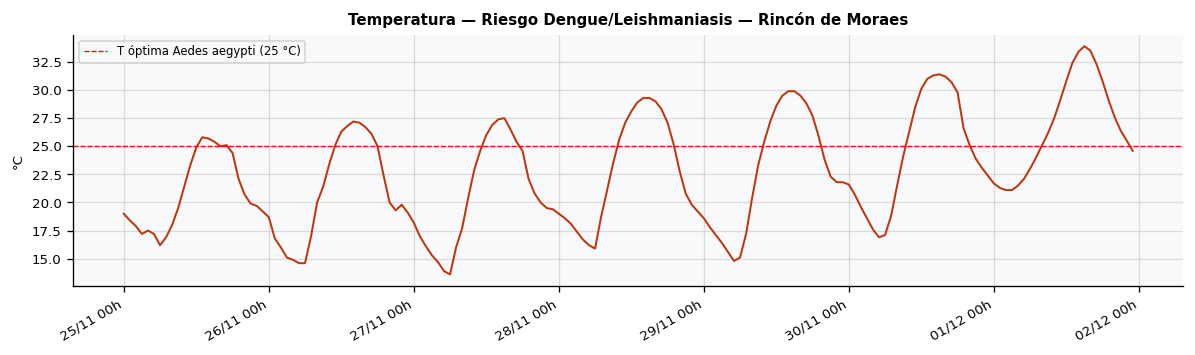 Temperatura — Riesgo Dengue/Leishmaniasis — Rincón de Moraes
T óptima Aedes aegypti (25 °C)
°C
32.5
30.0
27.5
25.0
22.5
20.0
17.5
15.0
25/11 00h
26/11 00h
27/11 00h
28/11 00h
29/11 00h
30/11 00h
01/12 00h
02/12 00h